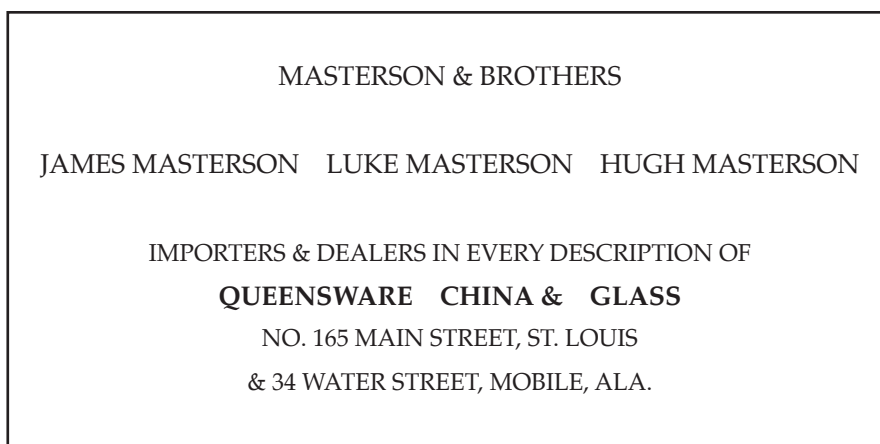 MASTERSON & BROTHERS
JAMES MASTERSON LUKE MASTERSON HUGH MASTERSON
IMPORTERS & DEALERS IN EVERY DESCRIPTION OF
QUEENSWARE CHINA & GLASS
NO. 165 MAIN STREET, ST. LOUIS
& 34 WATER STREET, MOBILE, ALA.